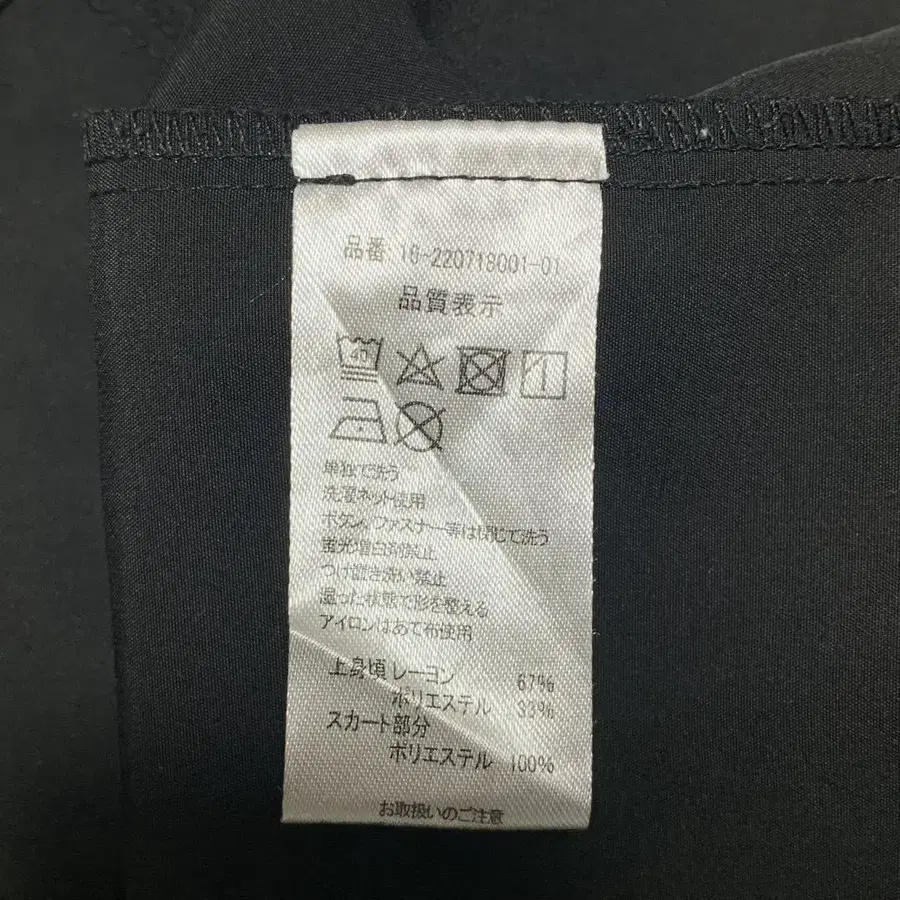 品番 16-220718001-01
品質表示
40
単独で洗う
洗濯ネット使用
ボタン、ファスナー等は閉じて洗う
蛍光増白剤禁止
つけ置き洗い禁止
湿った状態で形を整える
アイロンはあて布使用
上身頃 レーヨン 67%
ポリエステル 33%
スカート部分
ポリエステル 100%
お取扱いのご注意